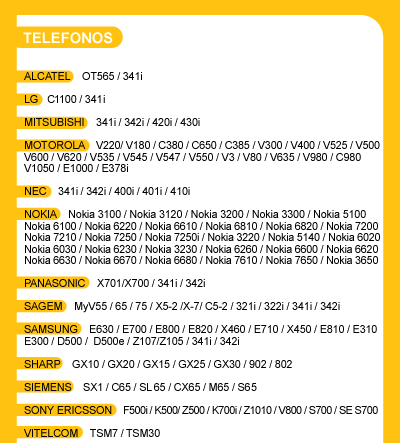 TELEFONOS
ALCATEL OT565 / 341i
LG C1100 / 341i
MITSUBISHI 341i / 342i / 420i / 430i
MOTOROLA V220/ V180 / C380 / C650 / C385 / V300 / V400 / V525 / V500
V600 / V620 / V535 / V545 / V547 / V550 / V3 / V80 / V635 / V980 / C980
V1050 / E1000 / E378i
NEC 341i / 342i / 400i / 401i / 410i
NOKIA Nokia 3100 / Nokia 3120 / Nokia 3200 / Nokia 3300 / Nokia 5100
Nokia 6100 / Nokia 6220 / Nokia 6610 / Nokia 6810 / Nokia 6820 / Nokia 7200
Nokia 7210 / Nokia 7250 / Nokia 7250i / Nokia 3220 / Nokia 5140 / Nokia 6020
Nokia 6030 / Nokia 6230 / Nokia 3230 / Nokia 6260 / Nokia 6600 / Nokia 6620
Nokia 6630 / Nokia 6670 / Nokia 6680 / Nokia 7610 / Nokia 7650 / Nokia 3650
PANASONIC X701/X700 / 341i / 342i
SAGEM MyV55 / 65 / 75 / X5-2 /X-7/ C5-2 / 321i / 322i / 341i / 342i
SAMSUNG E630 / E700 / E800 / E820 / X460 / E710 / X450 / E810 / E310
E300 / D500 / D500e / Z107/Z105 / 341i / 342i
SHARP GX10 / GX20 / GX15 / GX25 / GX30 / 902 / 802
SIEMENS SX1 / C65 / SL65 / CX65 / M65 / S65
SONY ERICSSON F500i / K500/ Z500 / K700i / Z1010 / V800 / S700 / SE S700
VITELCOM TSM7 / TSM30